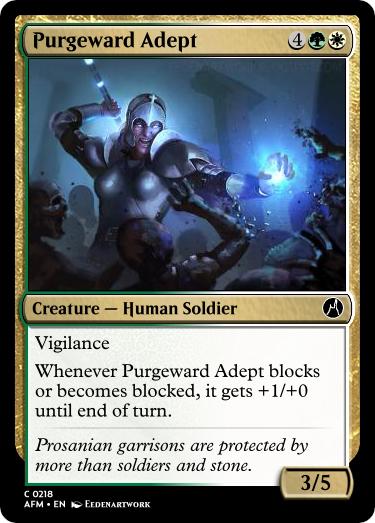 Purgeward Adept 4
Creature — Human Soldier
Vigilance
Whenever Purgeward Adept blocks
or becomes blocked, it gets +1/+0
until end of turn.
Prosanian garrisons are protected by
more than soldiers and stone.
3/5
C 0218
AFM • EN EEDENARTWORK